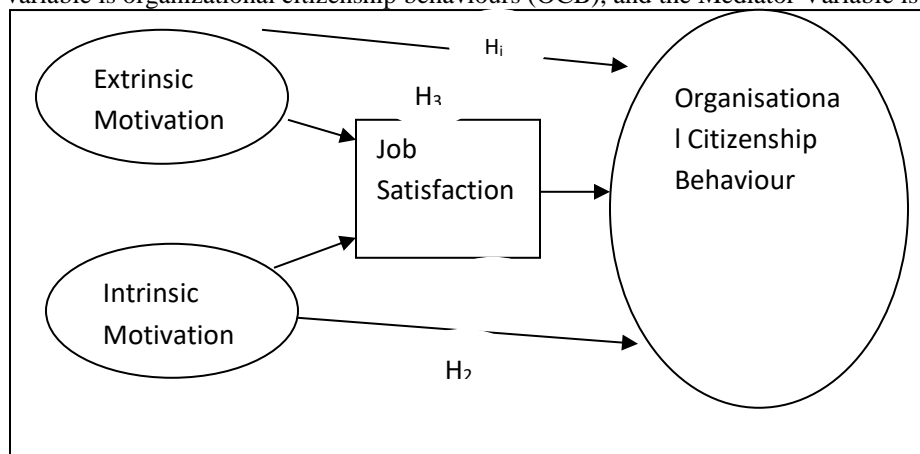 variable is organizational citizenship behaviours (OCB), and the Mediator Variable is
Hi
Extrinsic
Motivation
H3
Organisationa
l Citizenship
Behaviour
Job
Satisfaction
Intrinsic
Motivation
H2